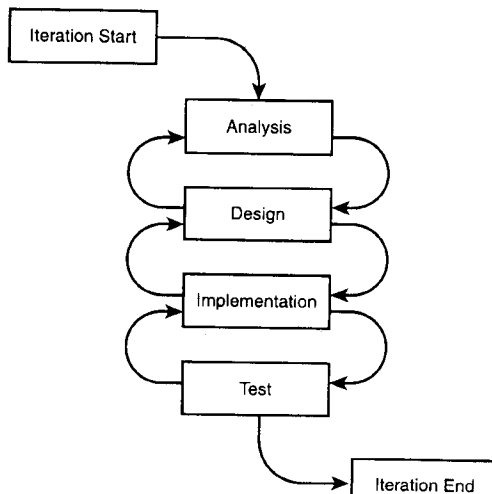 Iteration Start
Analysis
Design
Implementation
Test
Iteration End